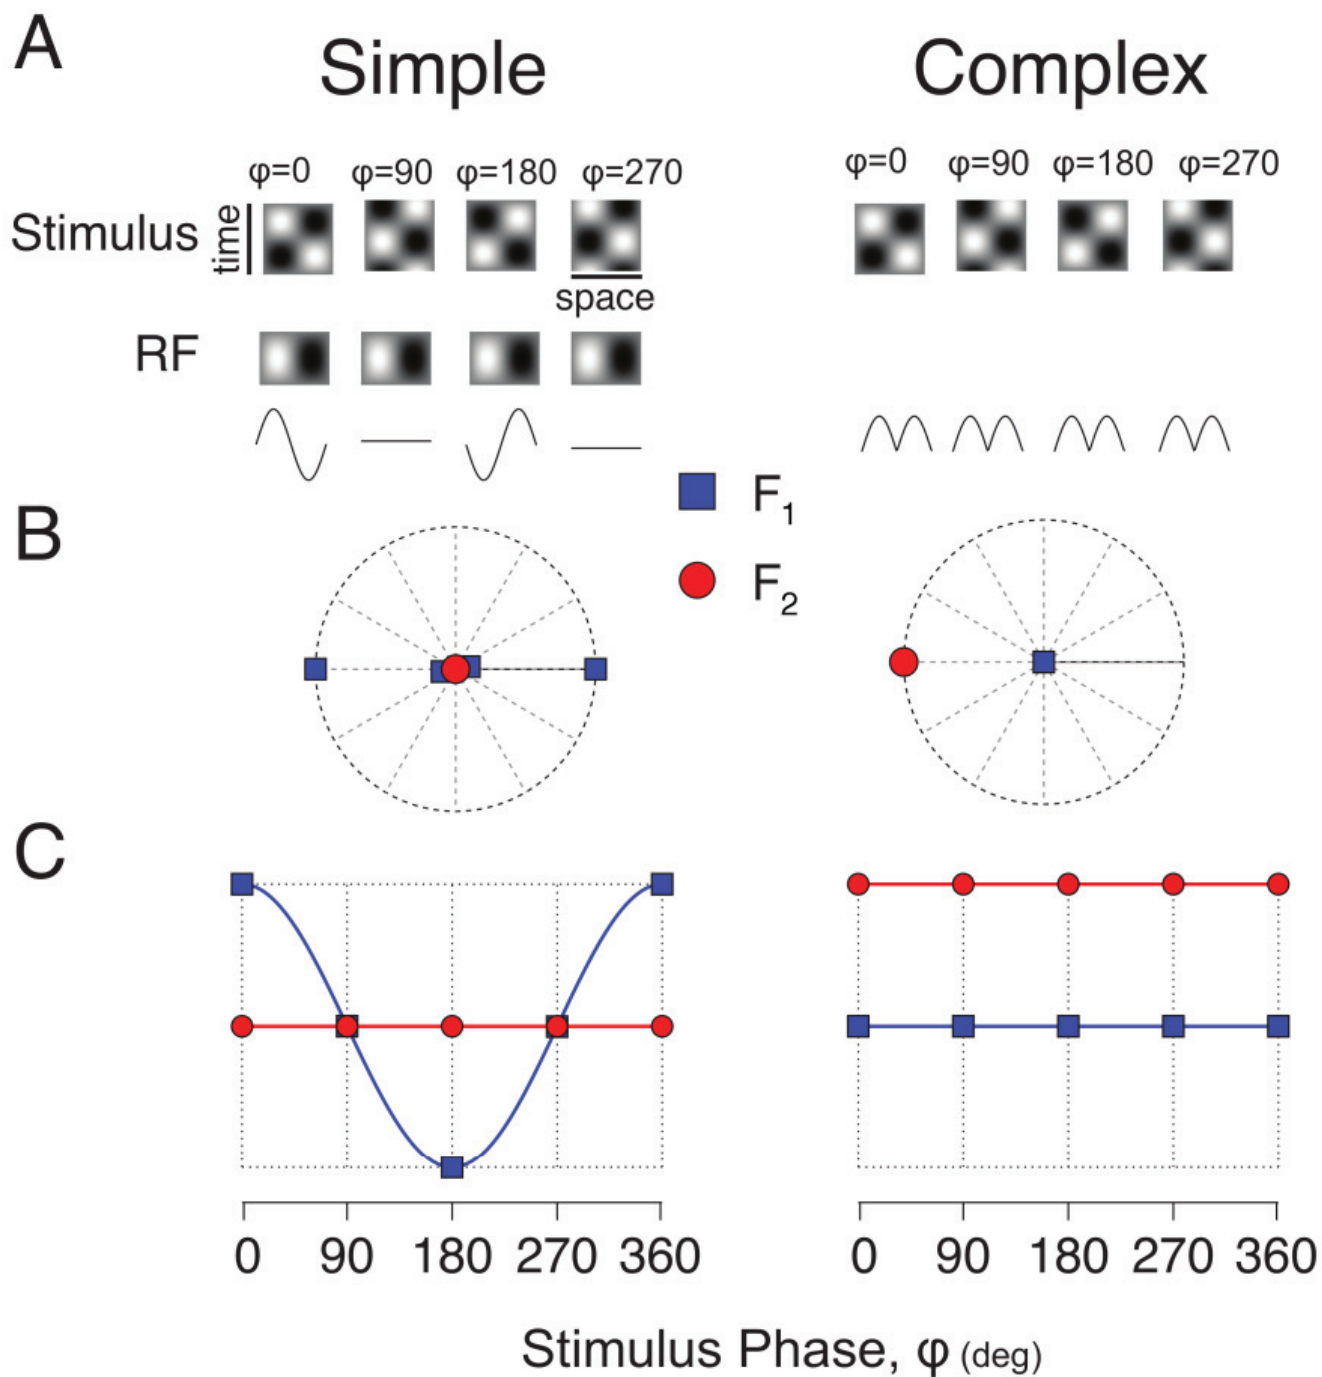 A
Simple
Complex
φ=0 φ=90 φ=180 φ=270
φ=0 φ=90 φ=180 φ=270
Stimulus
time
space
RF
F1
F2
B
C
0 90 180 270 360
0 90 180 270 360
Stimulus Phase, φ (deg)